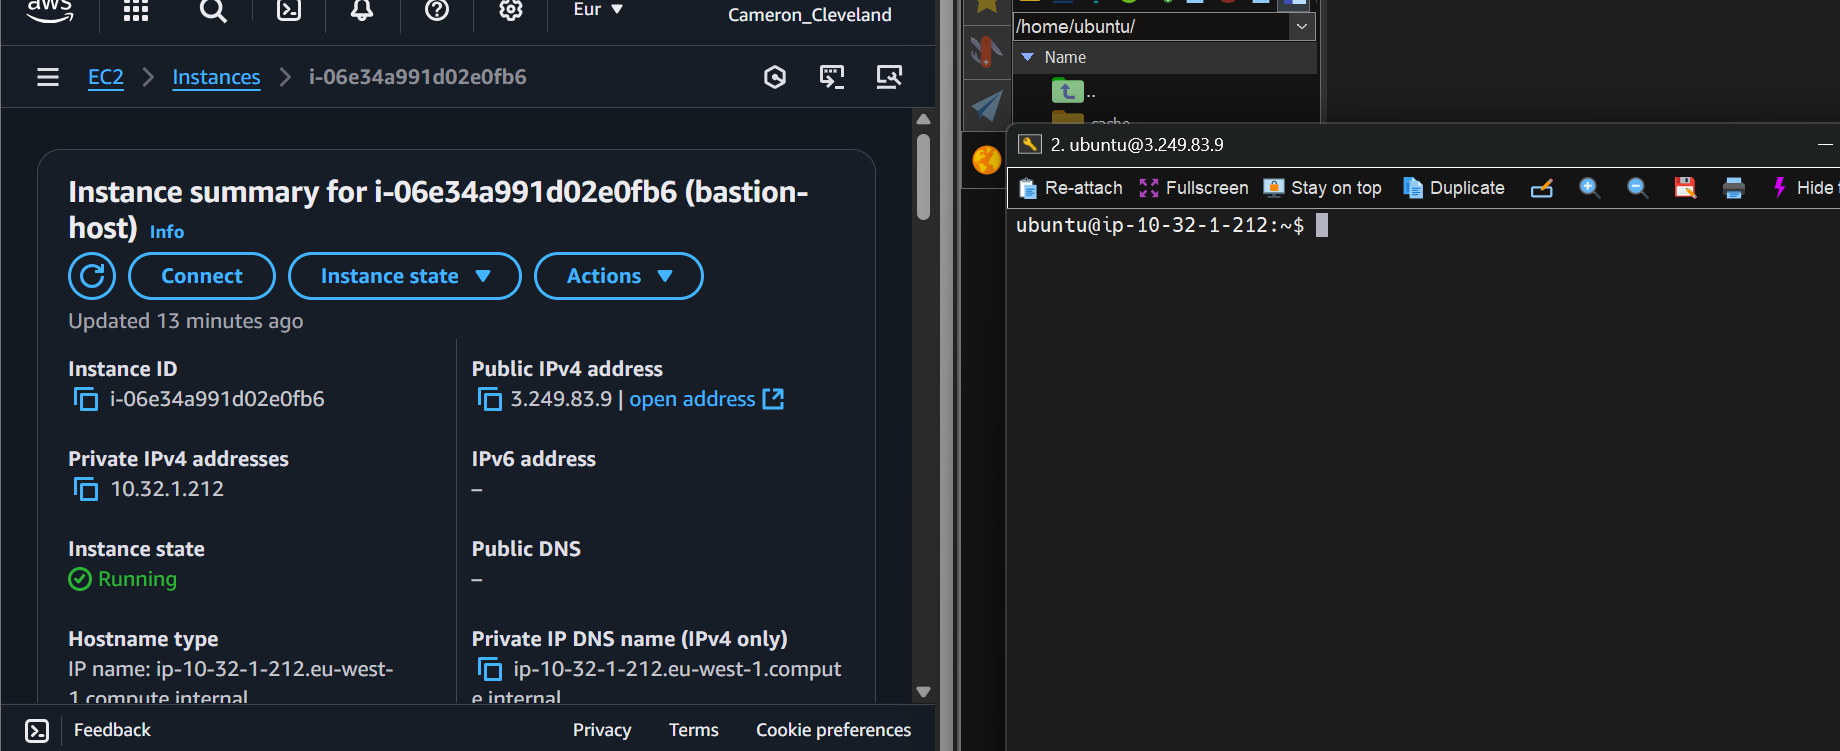 aws
Eur
Cameron_Cleveland
EC2
Instances
i-06e34a991d02e0fb6
Instance summary for i-06e34a991d02e0fb6 (bastion-
host) Info
Connect
Instance state
Actions
Updated 13 minutes ago
Instance ID
i-06e34a991d02e0fb6
Public IPv4 address
3.249.83.9 | open address
Private IPv4 addresses
10.32.1.212
IPv6 address
–
Instance state
Running
Public DNS
–
Hostname type
IP name: ip-10-32-1-212.eu-west-
1.compute.internal
Private IP DNS name (IPv4 only)
ip-10-32-1-212.eu-west-1.comput
e.internal
Feedback
Privacy
Terms
Cookie preferences
/home/ubuntu/
Name
..
.cache
2. ubuntu@3.249.83.9
Re-attach
Fullscreen
Stay on top
Duplicate
Hide
ubuntu@ip-10-32-1-212:~$